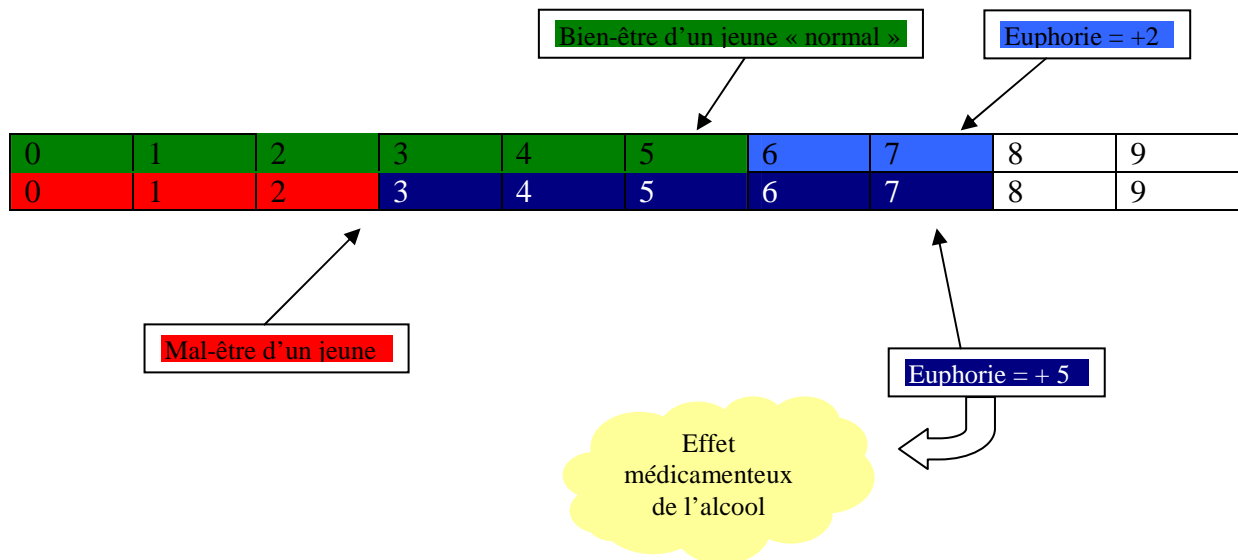 Bien-être d'un jeune « normal »
Euphorie = +2
0 1 2 3 4 5 6 7 8 9
0 1 2 3 4 5 6 7 8 9
Mal-être d'un jeune
Euphorie = + 5
Effet
médicamenteux
de l'alcool